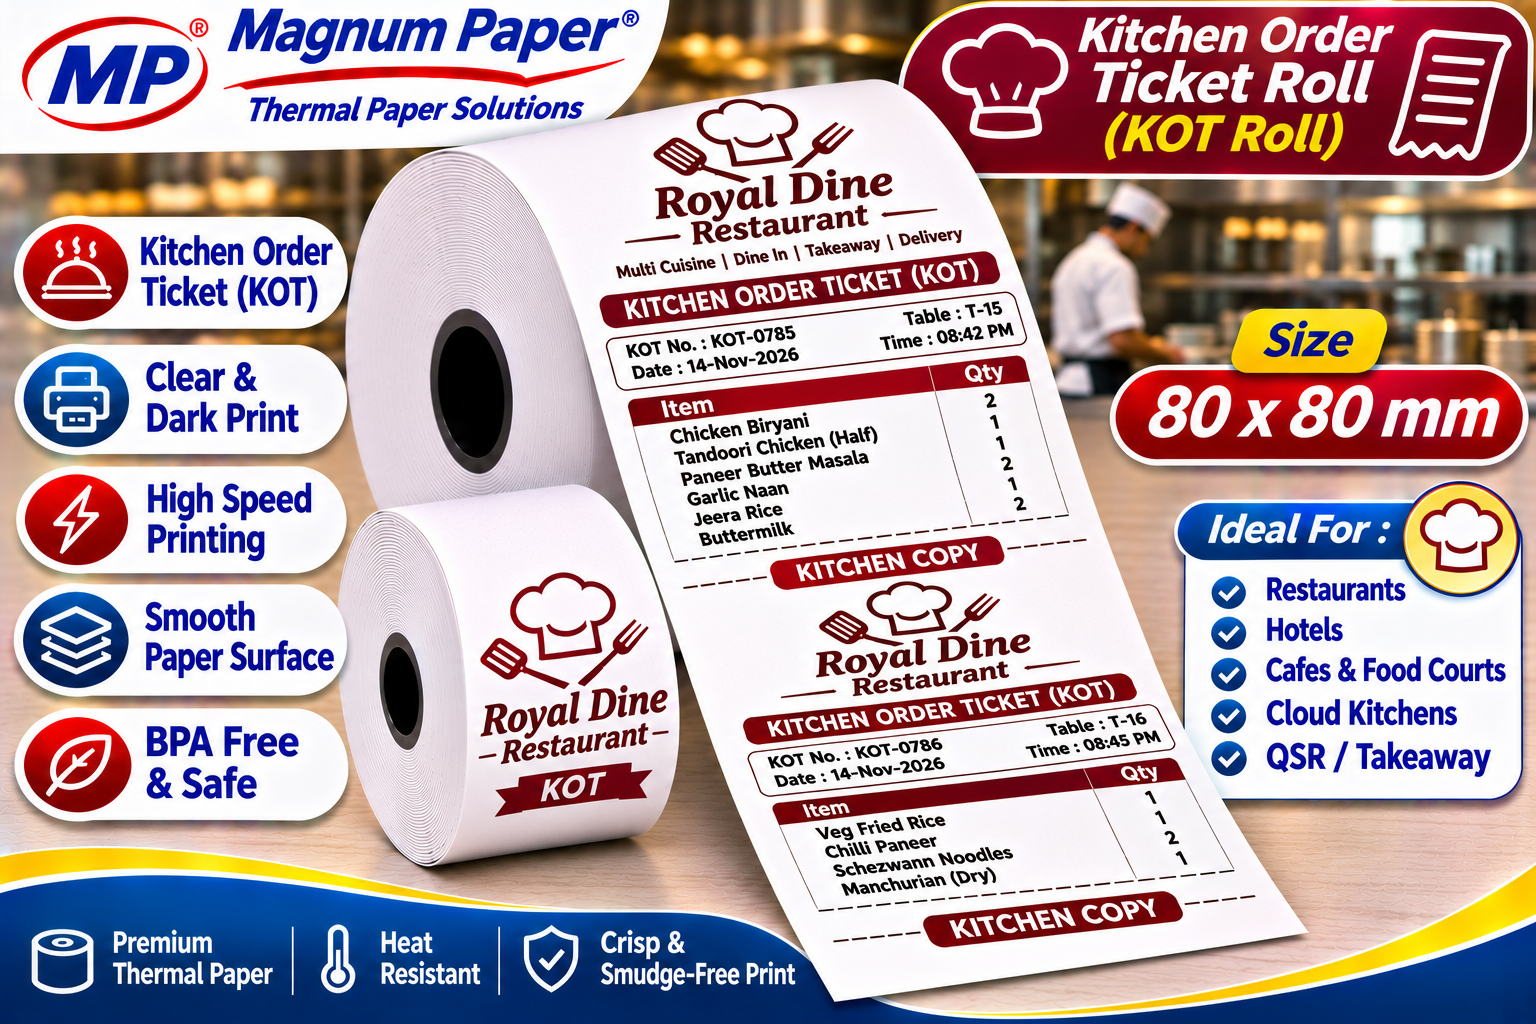 MP®
Magnum Paper®
Thermal Paper Solutions
Kitchen Order
Ticket Roll
(KOT Roll)
Kitchen Order
Ticket (KOT)
Clear &
Dark Print
High Speed
Printing
Smooth
Paper Surface
BPA Free
& Safe
Royal Dine
Restaurant
Multi Cuisine | Dine In | Takeaway | Delivery
KITCHEN ORDER TICKET (KOT)
KOT No. : KOT-0785 Table : T-15
Date : 14-Nov-2026 Time : 08:42 PM
Item Qty
Chicken Biryani 2
Tandoori Chicken (Half) 1
Paneer Butter Masala 1
Garlic Naan 2
Jeera Rice 1
Buttermilk 2
KITCHEN COPY
Royal Dine
Restaurant
KITCHEN ORDER TICKET (KOT)
KOT No. : KOT-0786 Table : T-16
Date : 14-Nov-2026 Time : 08:45 PM
Item Qty
Veg Fried Rice 1
Chilli Paneer 1
Schezwann Noodles 2
Manchurian (Dry) 1
KITCHEN COPY
Royal Dine
Restaurant
KOT
Size
80 x 80 mm
Ideal For :
Restaurants
Hotels
Cafes & Food Courts
Cloud Kitchens
QSR / Takeaway
Premium
Thermal Paper
Heat
Resistant
Crisp &
Smudge-Free Print